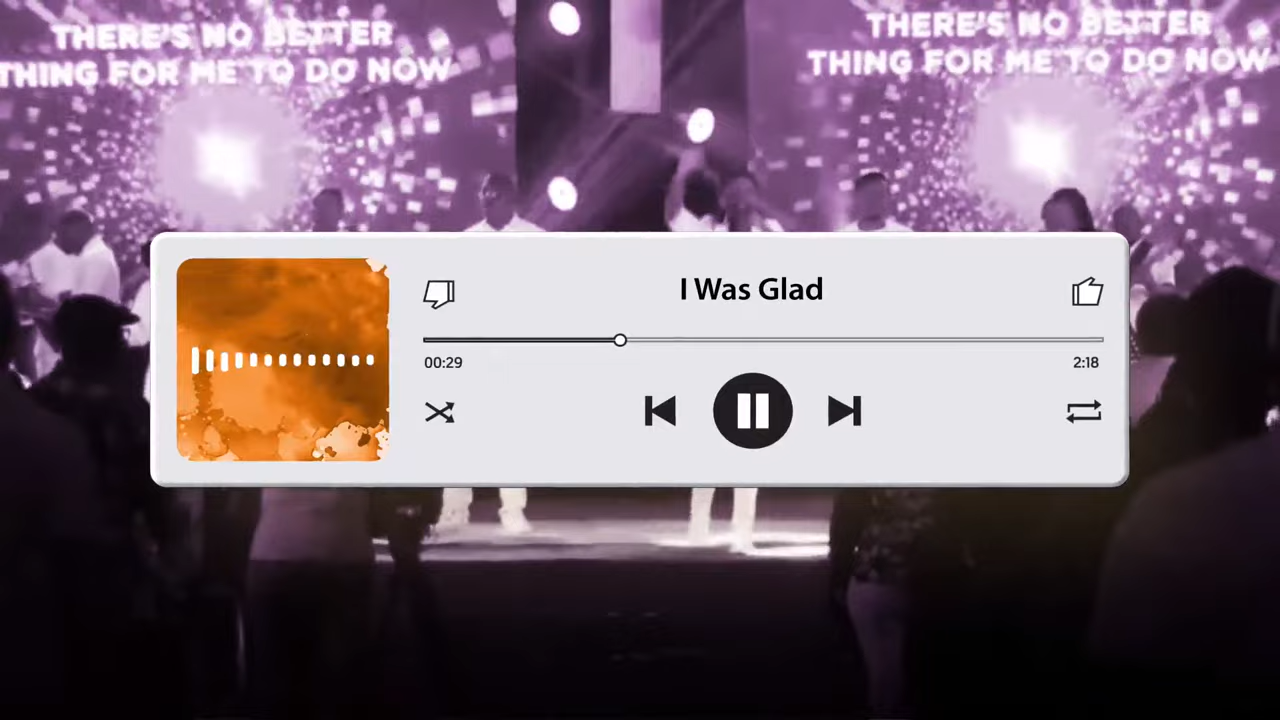 THERE'S NO BETTER
THING FOR ME TO DO NOW
THERE'S NO BETTER
THING FOR ME TO DO NOW
I Was Glad
00:29
2:18